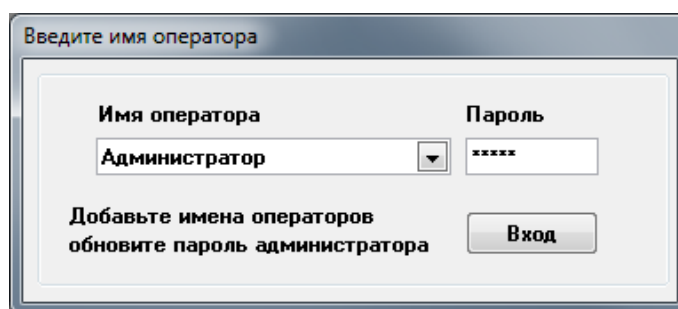 Введите имя оператора
Имя оператора Пароль
Администратор *****
Добавьте имена операторов
обновите пароль администратора
Вход